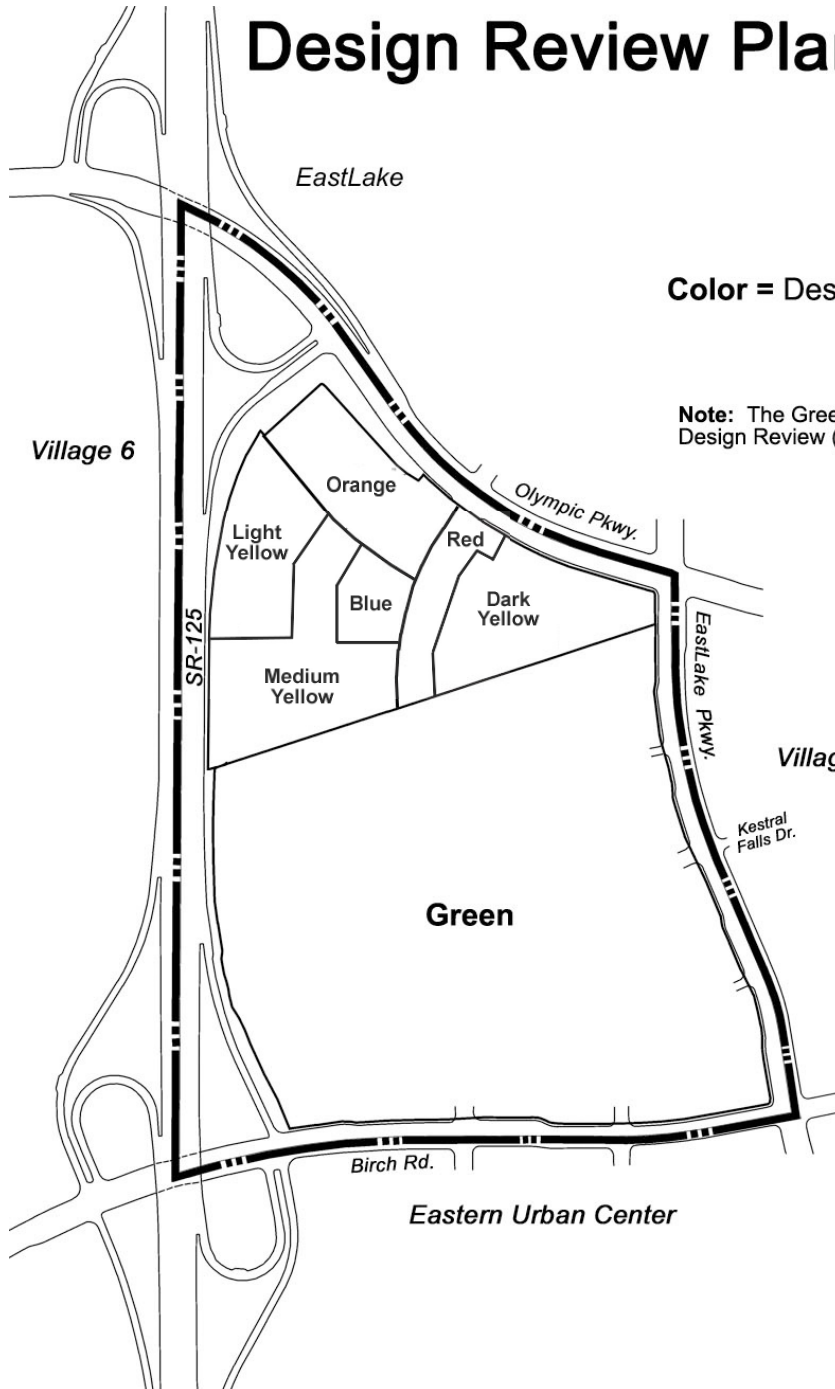 Design Review Pla
EastLake
Color = Des
Note: The Gree
Design Review (
Village 6
Orange
Olympic Pkwy.
Light
Yellow
Red
Blue
Dark
Yellow
SR-125
EastLake Pkwy.
Medium
Yellow
Villag
Kestral
Falls Dr.
Green
Birch Rd.
Eastern Urban Center